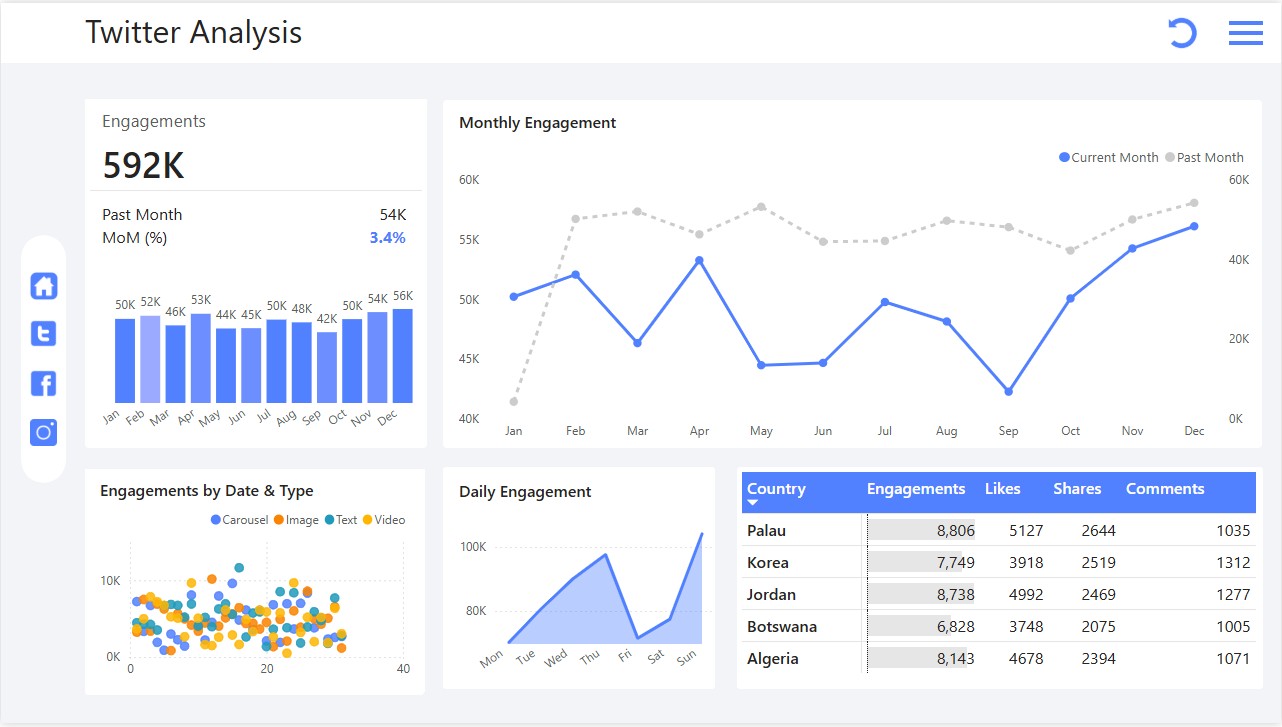 Twitter Analysis
Engagements
592K
Past Month 54K
MoM (%) 3.4%
50K 52K 46K 53K 44K 45K 50K 48K 42K 50K 54K 56K
Jan Feb Mar Apr May Jun Jul Aug Sep Oct Nov Dec
Monthly Engagement
Current Month Past Month
60K 60K
55K
40K
50K
20K
45K
40K 0K
Jan Feb Mar Apr May Jun Jul Aug Sep Oct Nov Dec
Engagements by Date & Type
Carousel Image Text Video
10K
0K
0 20 40
Daily Engagement
100K
80K
Mon Tue Wed Thu Fri Sat Sun
Country Engagements Likes Shares Comments
Palau 8,806 5127 2644 1035
Korea 7,749 3918 2519 1312
Jordan 8,738 4992 2469 1277
Botswana 6,828 3748 2075 1005
Algeria 8,143 4678 2394 1071